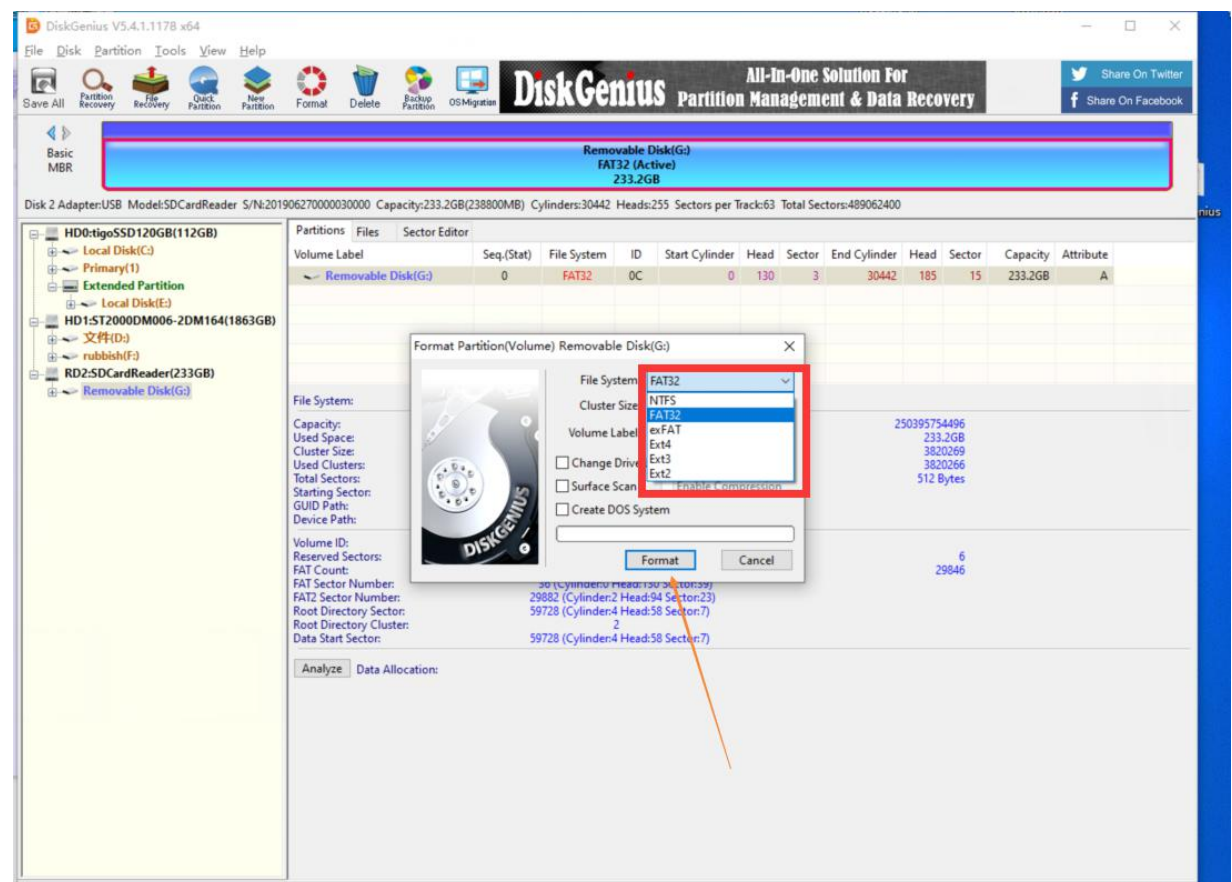 DiskGenius V5.4.1.1178 x64
File Disk Partition Tools View Help
Save All Partition Recovery File Recovery Quick Partition New Partition Format Delete Backup Partition OS Migration DiskGenius All-In-One Solution For Partition Management & Data Recovery Share On Twitter Share On Facebook
Basic MBR
Removable Disk(G:)
FAT32 (Active)
233.2GB
Disk 2 Adapter:USB Model:SDCardReader S/N:201906270000030000 Capacity:233.2GB(238800MB) Cylinders:30442 Heads:255 Sectors per Track:63 Total Sectors:489062400
nius
HD0:tigoSSD120GB(112GB)
Local Disk(C:)
Primary(1)
Extended Partition
Local Disk(E:)
HD1:ST2000DM006-2DM164(1863GB)
文件(D:)
rubbish(F:)
RD2:SDCardReader(233GB)
Removable Disk(G:)
Partitions Files Sector Editor
Volume Label Seq.(Stat) File System ID Start Cylinder Head Sector End Cylinder Head Sector Capacity Attribute
Removable Disk(G:) 0 FAT32 0C 0 130 3 30442 185 15 233.2GB A
File System:
Capacity: 250395754496
Used Space: 233.2GB
Cluster Size: 3820269
Used Clusters: 3820266
Total Sectors: 512 Bytes
Starting Sector:
GUID Path:
Device Path:
Volume ID:
Reserved Sectors: 6
FAT Count: 29846
FAT Sector Number: 36 (Cylinder:0 Head:130 Sector:39)
FAT2 Sector Number: 29882 (Cylinder:2 Head:94 Sector:23)
Root Directory Sector: 59728 (Cylinder:4 Head:58 Sector:7)
Root Directory Cluster: 2
Data Start Sector: 59728 (Cylinder:4 Head:58 Sector:7)
Analyze Data Allocation:
Format Partition(Volume) Removable Disk(G:)
File System: FAT32
Cluster Size
Volume Label
NTFS
FAT32
exFAT
Ext4
Ext3
Ext2
Change Drive
Surface Scan Enable Compression
Create DOS System
Format Cancel
DISKGENIUS